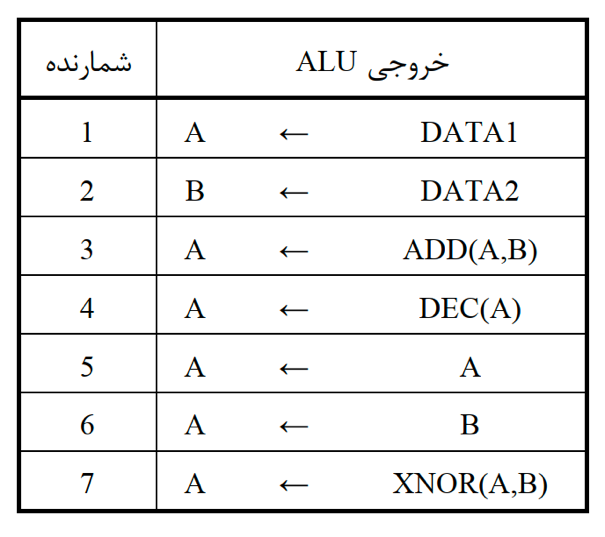 شمارنده خروجی ALU
1 A ← DATA1
2 B ← DATA2
3 A ← ADD(A,B)
4 A ← DEC(A)
5 A ← A
6 A ← B
7 A ← XNOR(A,B)